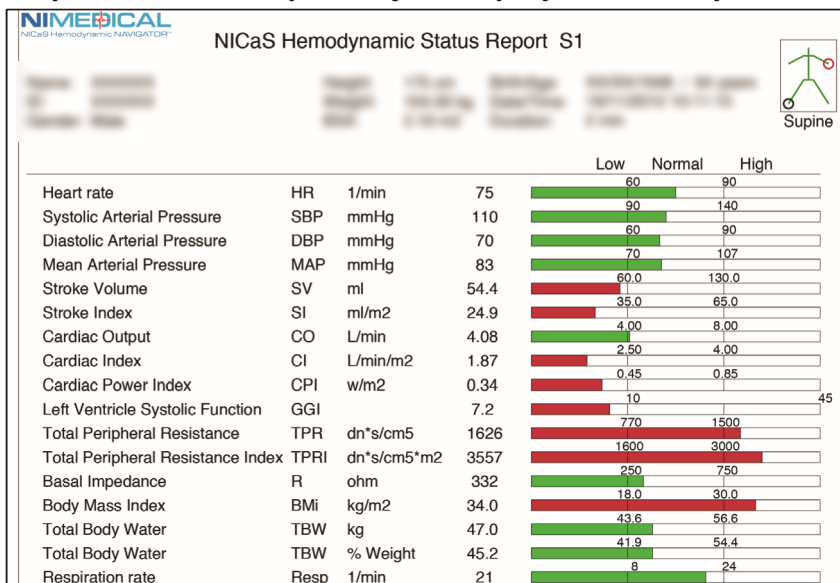 NIMEDICAL
NICaS Hemodynamic NAVIGATOR™
NICaS Hemodynamic Status Report S1
Supine
Low Normal High
60 90
Heart rate HR 1/min 75
90 140
Systolic Arterial Pressure SBP mmHg 110
60 90
Diastolic Arterial Pressure DBP mmHg 70
70 107
Mean Arterial Pressure MAP mmHg 83
60.0 130.0
Stroke Volume SV ml 54.4
35.0 65.0
Stroke Index SI ml/m2 24.9
4.00 8.00
Cardiac Output CO L/min 4.08
2.50 4.00
Cardiac Index CI L/min/m2 1.87
0.45 0.85
Cardiac Power Index CPI w/m2 0.34
10 45
Left Ventricle Systolic Function GGI 7.2
770 1500
Total Peripheral Resistance TPR dn*s/cm5 1626
1600 3000
Total Peripheral Resistance Index TPRI dn*s/cm5*m2 3557
250 750
Basal Impedance R ohm 332
18.0 30.0
Body Mass Index BMi kg/m2 34.0
43.6 56.6
Total Body Water TBW kg 47.0
41.9 54.4
Total Body Water TBW % Weight 45.2
8 24
Respiration rate Resp 1/min 21